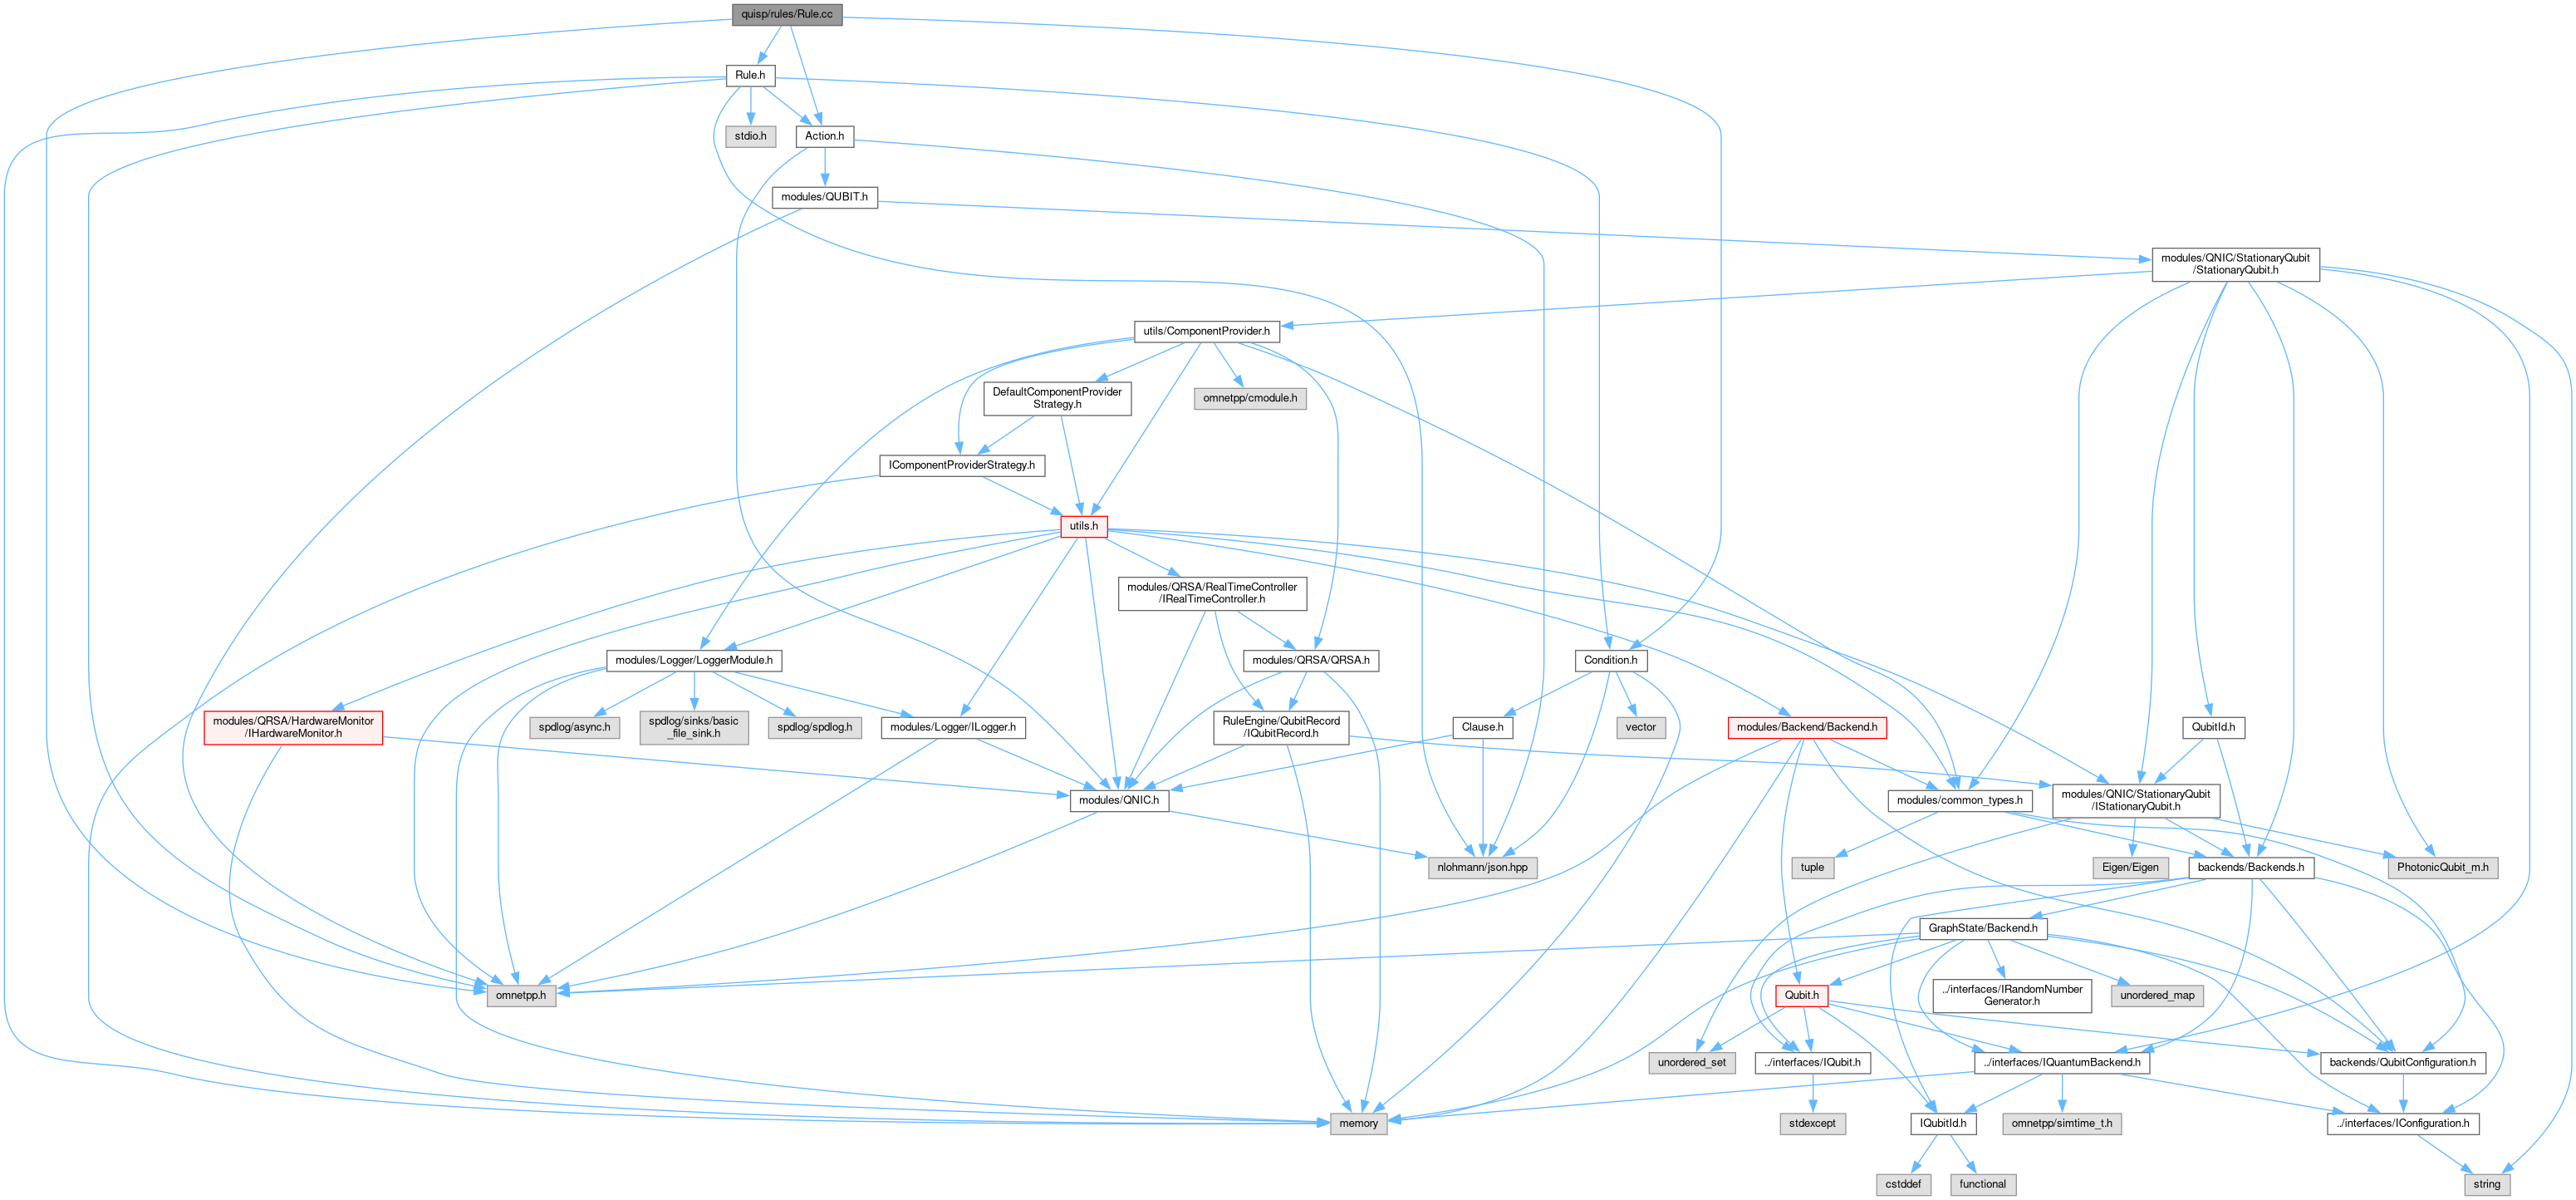 quisp/rules/Rule.cc
Rule.h
stdio.h
Action.h
modules/QUBIT.h
modules/QNIC/StationaryQubit
/StationaryQubit.h
utils/ComponentProvider.h
DefaultComponentProvider
Strategy.h
omnetpp/cmodule.h
IComponentProviderStrategy.h
utils.h
modules/QRSA/RealTimeController
/IRealTimeController.h
modules/Logger/LoggerModule.h
modules/QRSA/QRSA.h
Condition.h
modules/QRSA/HardwareMonitor
/IHardwareMonitor.h
spdlog/async.h
spdlog/sinks/basic
_file_sink.h
spdlog/spdlog.h
modules/Logger/ILogger.h
RuleEngine/QubitRecord
/IQubitRecord.h
Clause.h
vector
modules/Backend/Backend.h
QubitId.h
modules/QNIC.h
modules/common_types.h
modules/QNIC/StationaryQubit
/IStationaryQubit.h
nlohmann/json.hpp
tuple
Eigen/Eigen
backends/Backends.h
PhotonicQubit_m.h
GraphState/Backend.h
omnetpp.h
Qubit.h
../interfaces/IRandomNumber
Generator.h
unordered_map
unordered_set
../interfaces/IQubit.h
../interfaces/IQuantumBackend.h
backends/QubitConfiguration.h
memory
stdexcept
IQubitId.h
omnetpp/simtime_t.h
../interfaces/IConfiguration.h
cstddef
functional
string